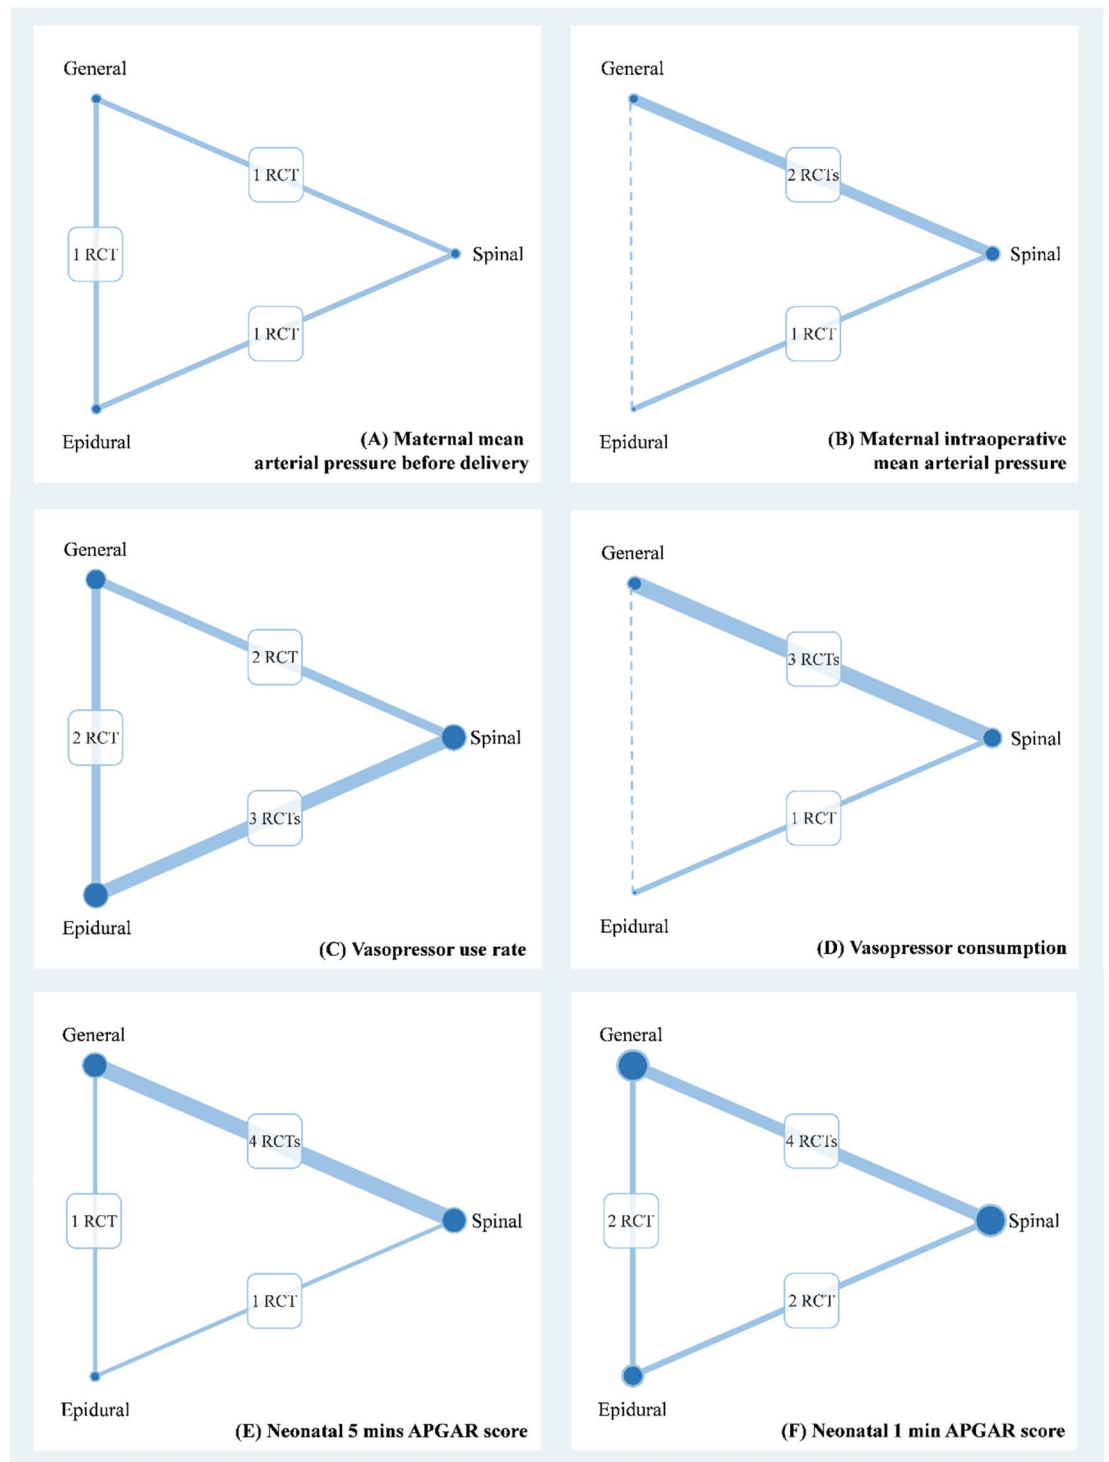 General
1 RCT
1 RCT
Spinal
1 RCT
Epidural
(A) Maternal mean
arterial pressure before delivery
General
2 RCTs
Spinal
1 RCT
Epidural
(B) Maternal intraoperative
mean arterial pressure
General
2 RCT
2 RCT
Spinal
3 RCTs
Epidural
(C) Vasopressor use rate
General
3 RCTs
Spinal
1 RCT
Epidural
(D) Vasopressor consumption
General
4 RCTs
1 RCT
Spinal
1 RCT
Epidural
(E) Neonatal 5 mins APGAR score
General
4 RCTs
2 RCT
Spinal
2 RCT
Epidural
(F) Neonatal 1 min APGAR score